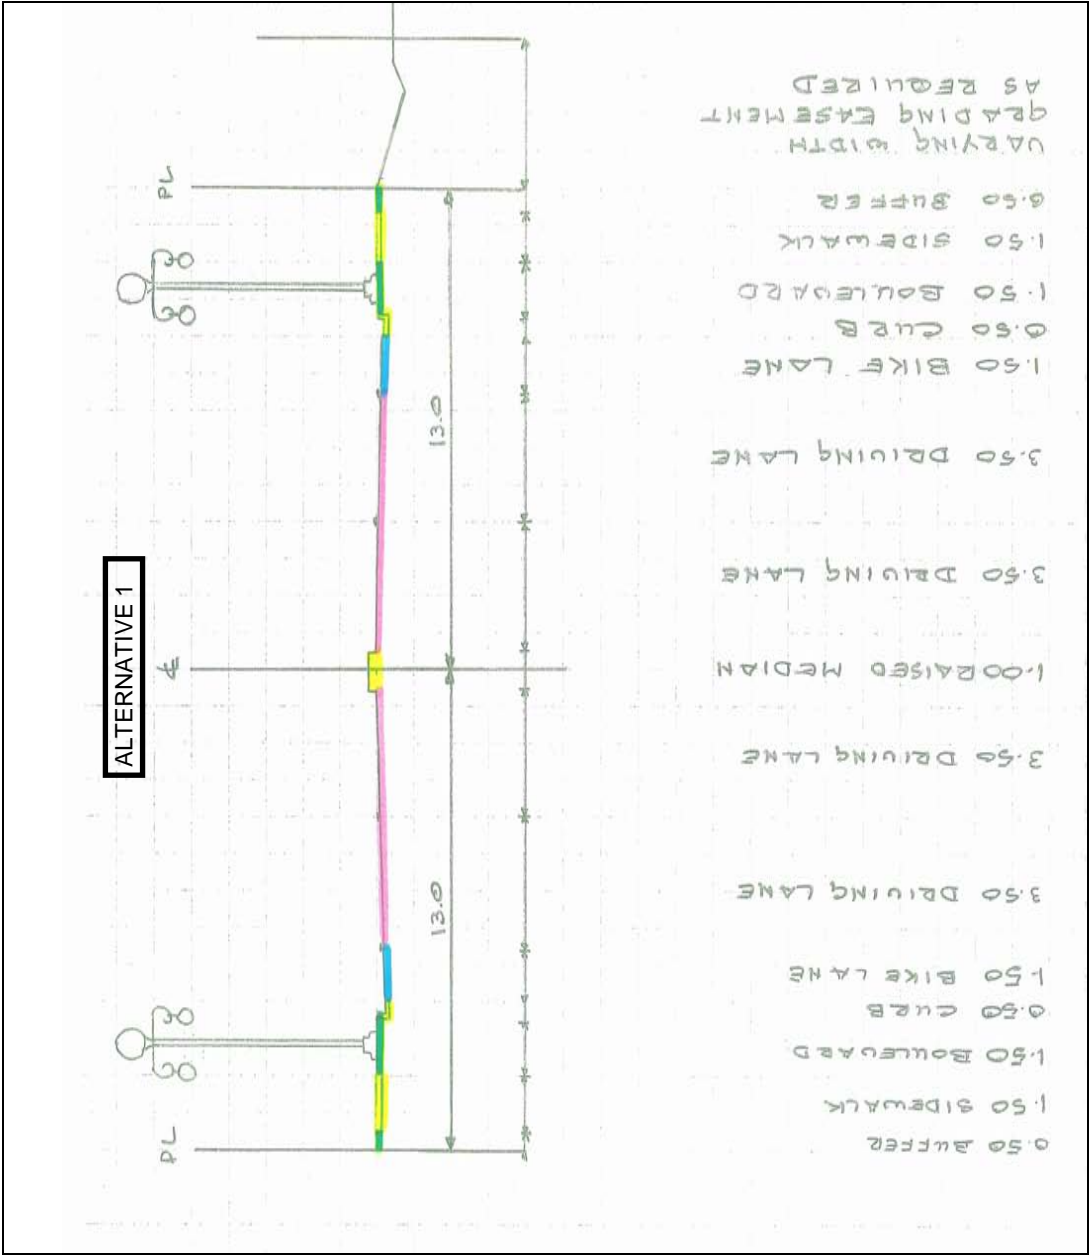 ALTERNATIVE 1
PL
13.0
℄
13.0
PL
0.50 BUFFER
1.50 SIDEWALK
1.50 BOULEVARD
0.50 CURB
1.50 BIKE LANE
3.50 DRIVING LANE
3.50 DRIVING LANE
1.00 RAISED MEDIAN
3.50 DRIVING LANE
3.50 DRIVING LANE
1.50 BIKE LANE
0.50 CURB
1.50 BOULEVARD
1.50 SIDEWALK
0.50 BUFFER
VARYING WIDTH
GRADING EASEMENT
AS REQUIRED